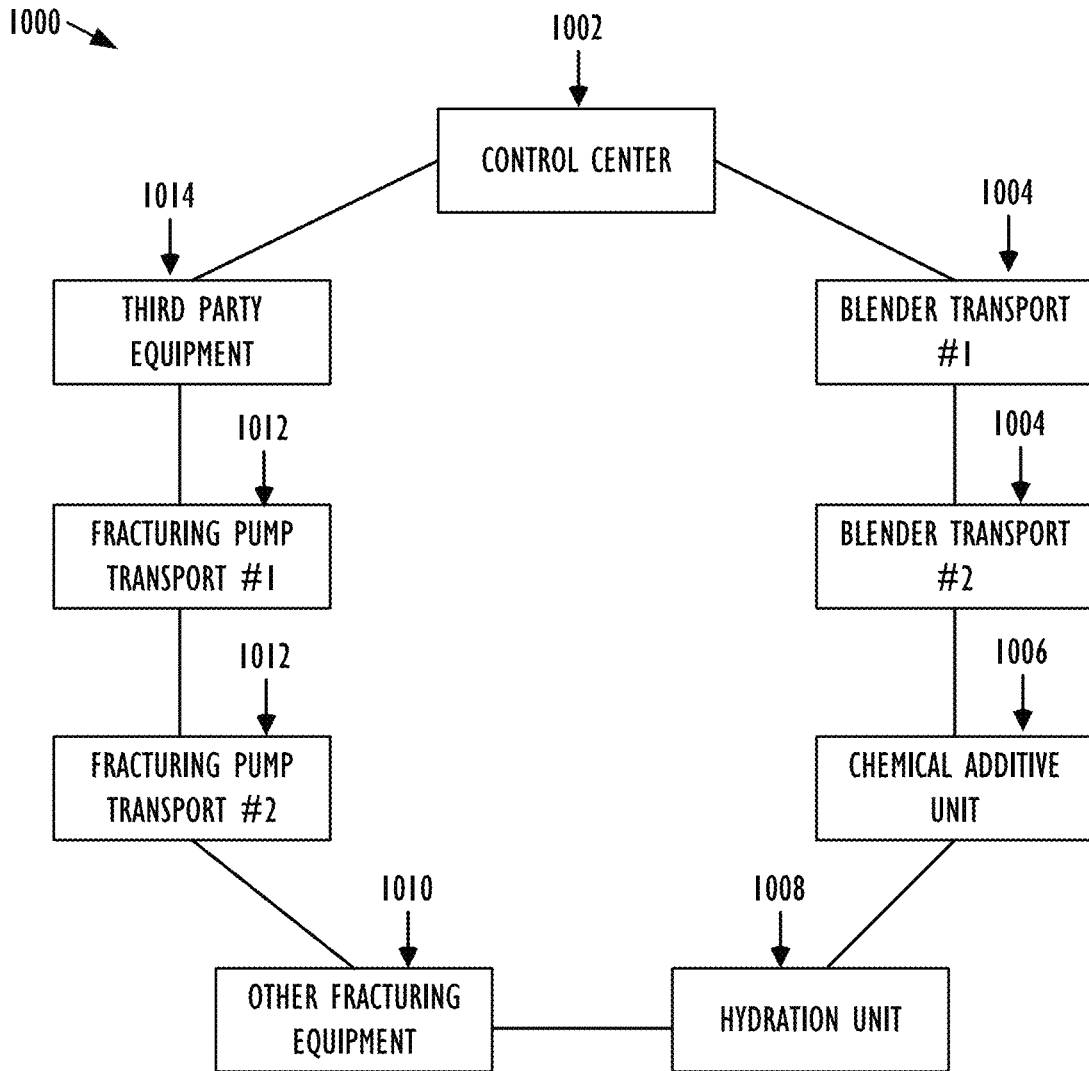 1000
1002
CONTROL CENTER
1014
1004
THIRD PARTY
EQUIPMENT
BLENDER TRANSPORT
#1
1012
1004
FRACTURING PUMP
TRANSPORT #1
BLENDER TRANSPORT
#2
1012
1006
FRACTURING PUMP
TRANSPORT #2
CHEMICAL ADDITIVE
UNIT
1010
1008
OTHER FRACTURING
EQUIPMENT
HYDRATION UNIT